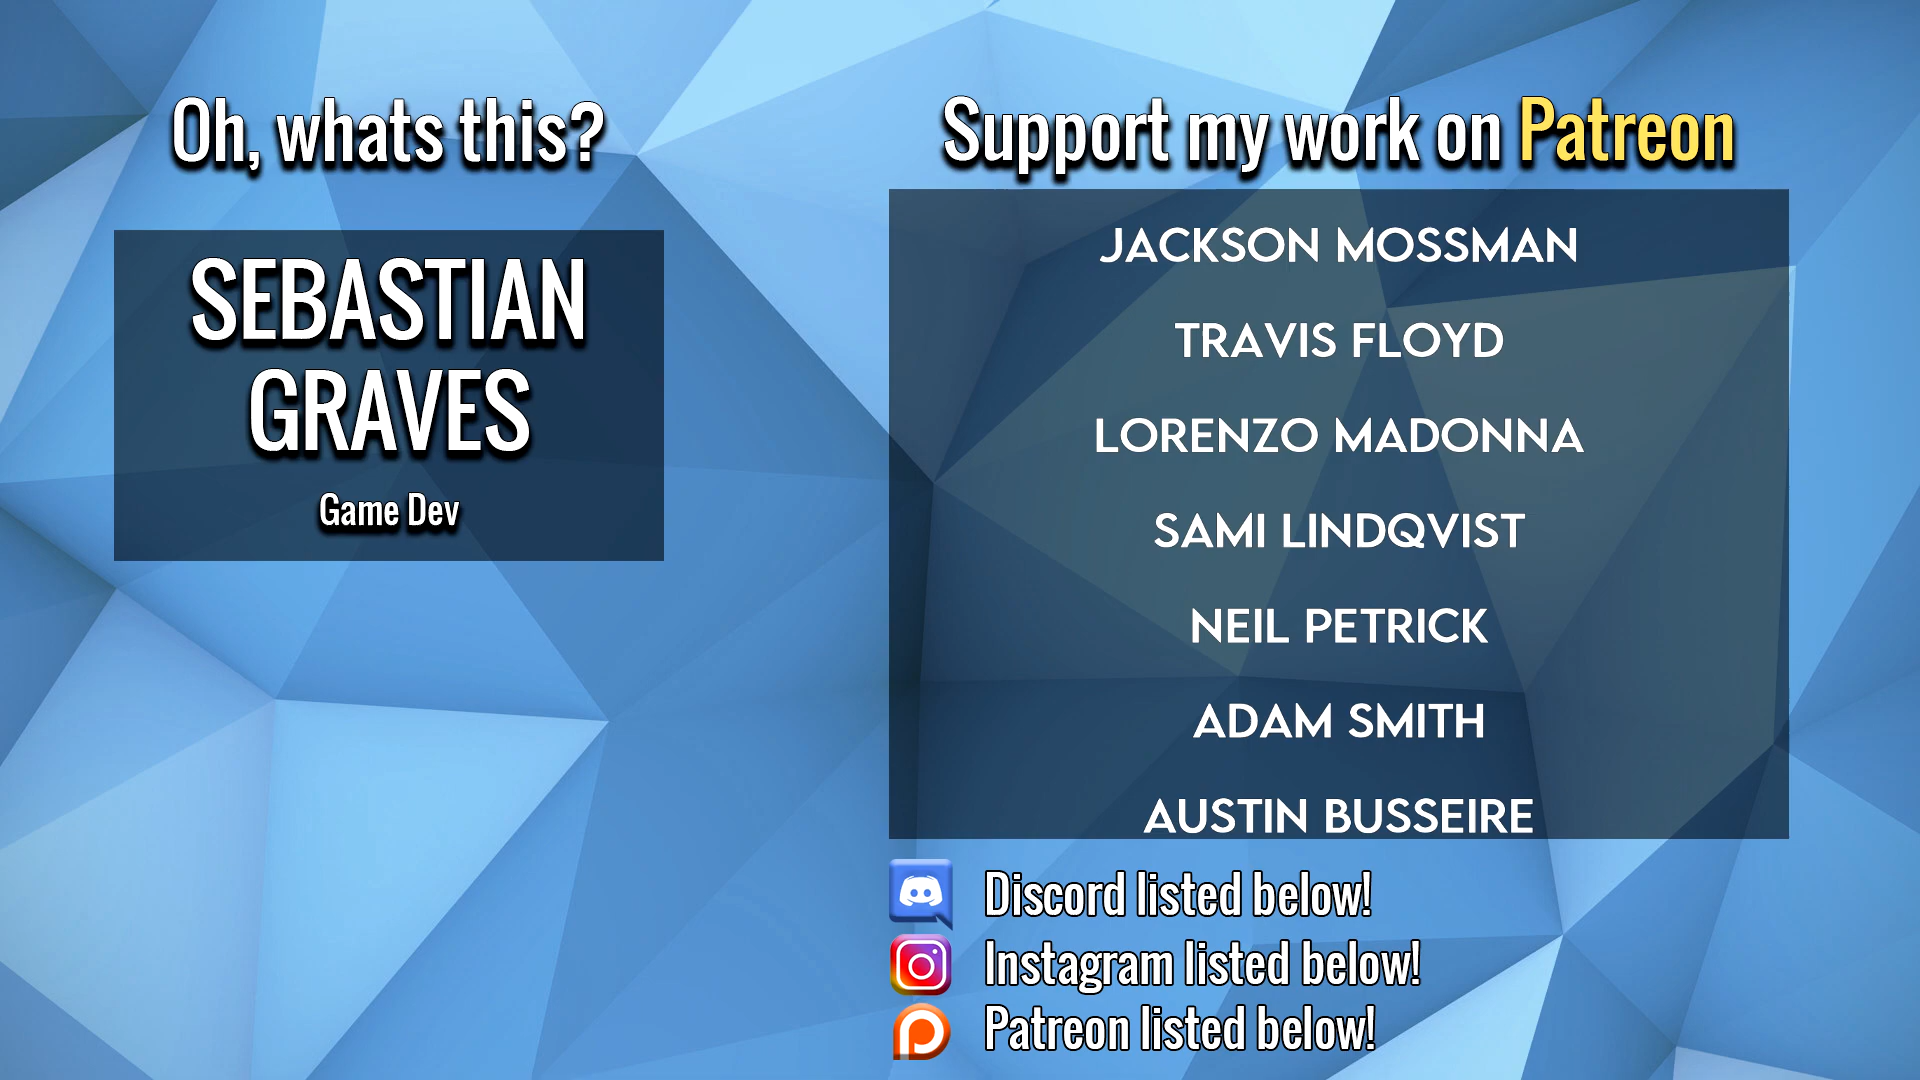 Oh, whats this?
SEBASTIAN
GRAVES
Game Dev
Support my work on Patreon
JACKSON MOSSMAN
TRAVIS FLOYD
LORENZO MADONNA
SAMI LINDQVIST
NEIL PETRICK
ADAM SMITH
AUSTIN BUSSEIRE
Discord listed below!
Instagram listed below!
Patreon listed below!